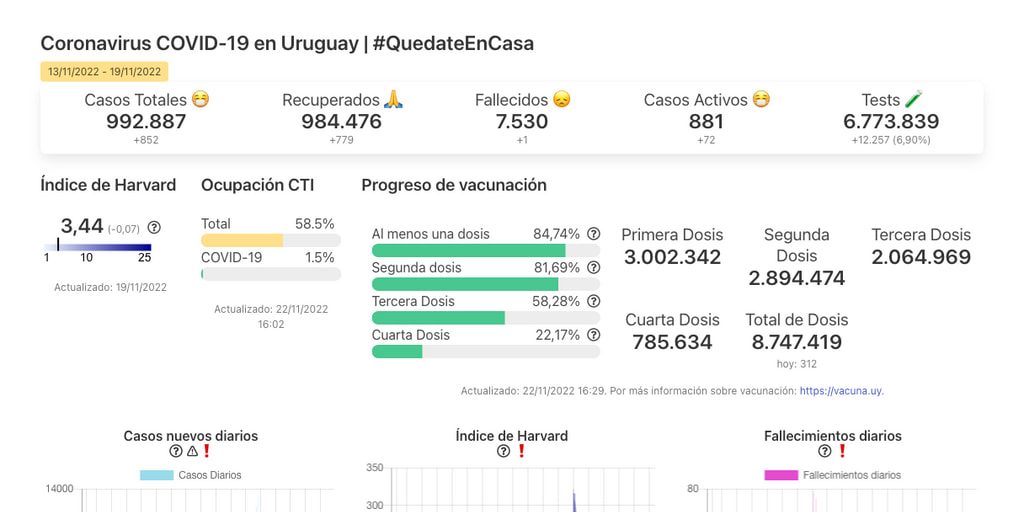 Coronavirus COVID-19 en Uruguay | #QuedateEnCasa
13/11/2022 - 19/11/2022
Casos Totales 😷 Recuperados 🙏 Fallecidos 😞 Casos Activos 😷 Tests 🧪
992.887 984.476 7.530 881 6.773.839
+852 +779 +1 +72 +12.257 (6,90%)
Índice de Harvard
3,44 (-0,07)
1 10 25
Actualizado: 19/11/2022
Ocupación CTI
Total 58.5%
COVID-19 1.5%
Actualizado: 22/11/2022
16:02
Progreso de vacunación
Al menos una dosis 84,74%
Segunda dosis 81,69%
Tercera Dosis 58,28%
Cuarta Dosis 22,17%
Primera Dosis
3.002.342
Segunda
Dosis
2.894.474
Tercera Dosis
2.064.969
Cuarta Dosis
785.634
Total de Dosis
8.747.419
hoy: 312
Actualizado: 22/11/2022 16:29. Por más información sobre vacunación: https://vacuna.uy.
Casos nuevos diarios
Casos Diarios
14000
Índice de Harvard
350
300
Fallecimientos diarios
Fallecimientos diarios
80